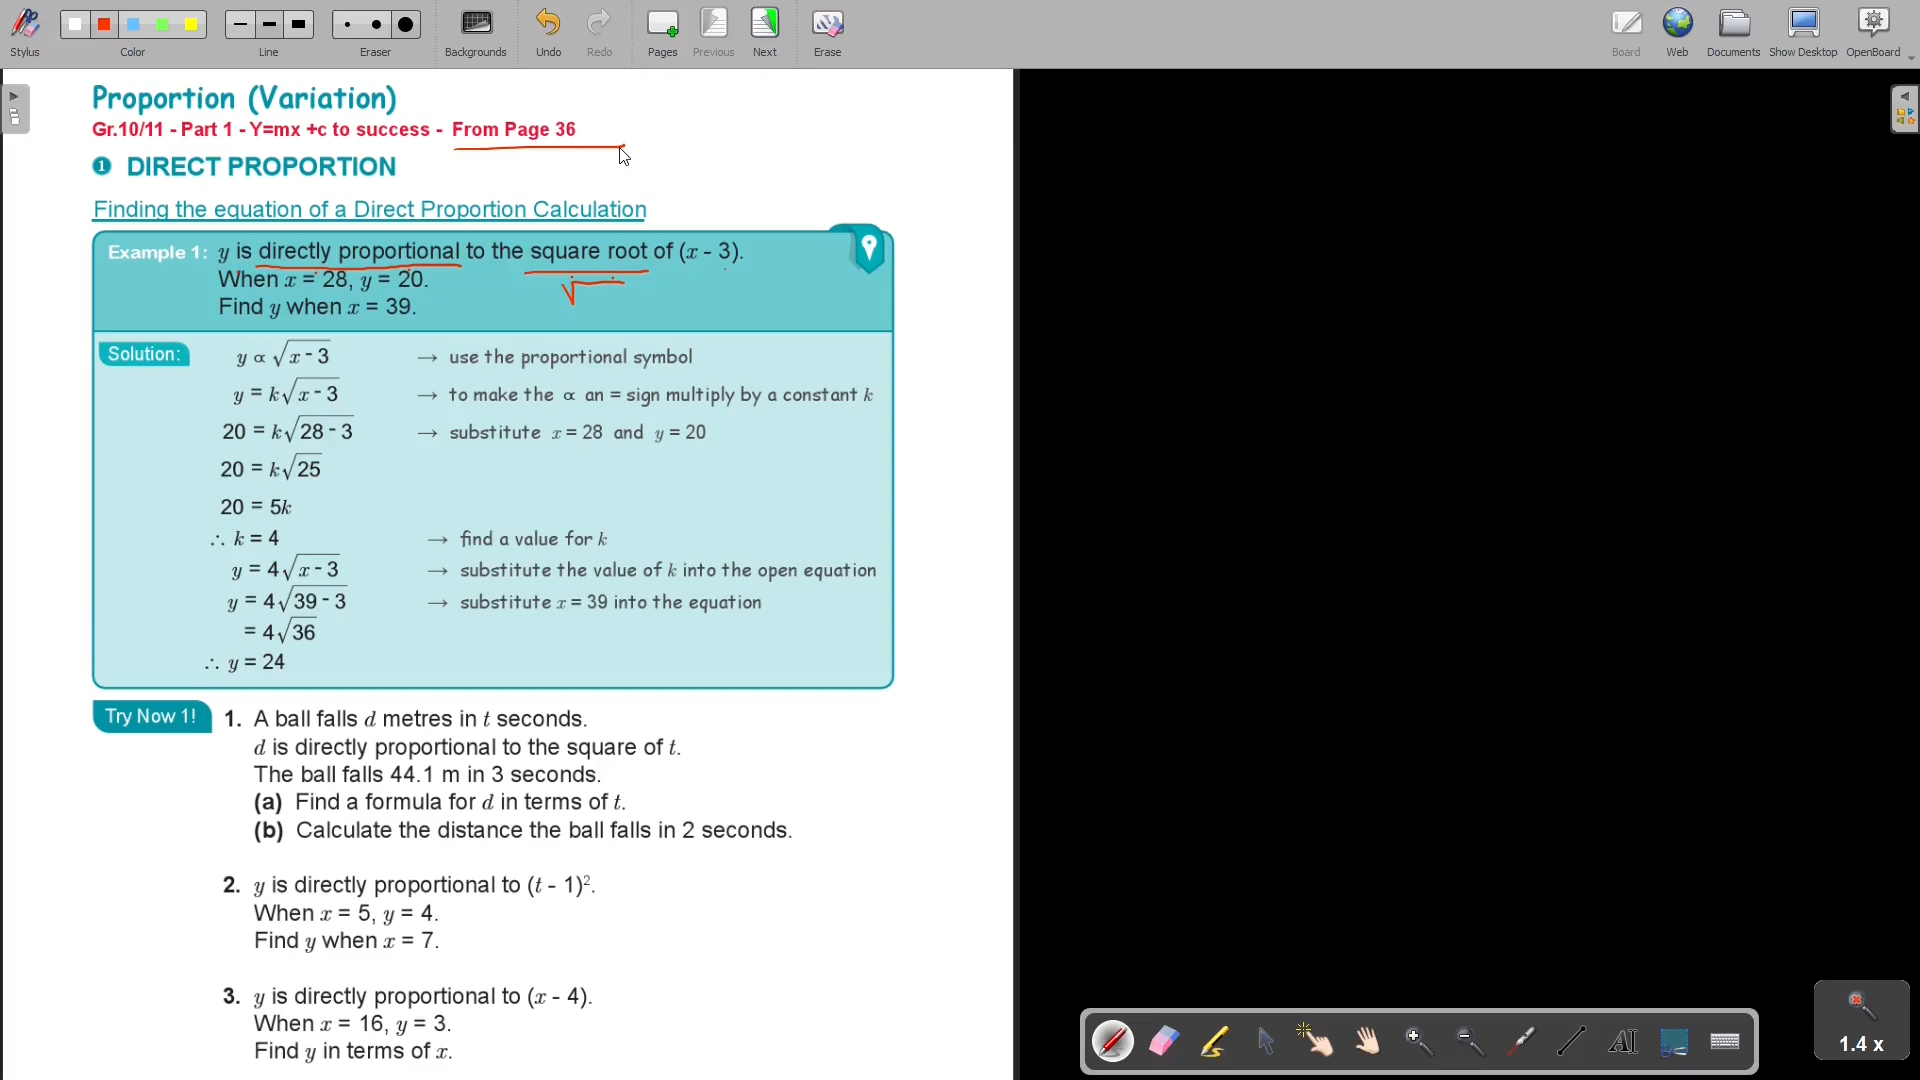 Stylus
Color
Line
Eraser
Backgrounds
Undo
Redo
Pages
Previous
Next
Erase
Board
Web
Documents
Show Desktop
OpenBoard
Proportion (Variation)
Gr.10/11 - Part 1 - Y=mx +c to success - From Page 36
1 DIRECT PROPORTION
Finding the equation of a Direct Proportion Calculation
Example 1: y is directly proportional to the square root of (x - 3).
When x = 28, y = 20.
√
Find y when x = 39.
Solution: y ∝ √(x - 3) → use the proportional symbol
y = k√(x - 3) → to make the ∝ an = sign multiply by a constant k
20 = k√(28 - 3) → substitute x = 28 and y = 20
20 = k√25
20 = 5k
∴ k = 4 → find a value for k
y = 4√(x - 3) → substitute the value of k into the open equation
y = 4√(39 - 3) → substitute x = 39 into the equation
= 4√36
∴ y = 24
Try Now 1! 1. A ball falls d metres in t seconds.
d is directly proportional to the square of t.
The ball falls 44.1 m in 3 seconds.
(a) Find a formula for d in terms of t.
(b) Calculate the distance the ball falls in 2 seconds.
2. y is directly proportional to (t - 1)².
When x = 5, y = 4.
Find y when x = 7.
3. y is directly proportional to (x - 4).
When x = 16, y = 3.
Find y in terms of x.
AI
1.4 x